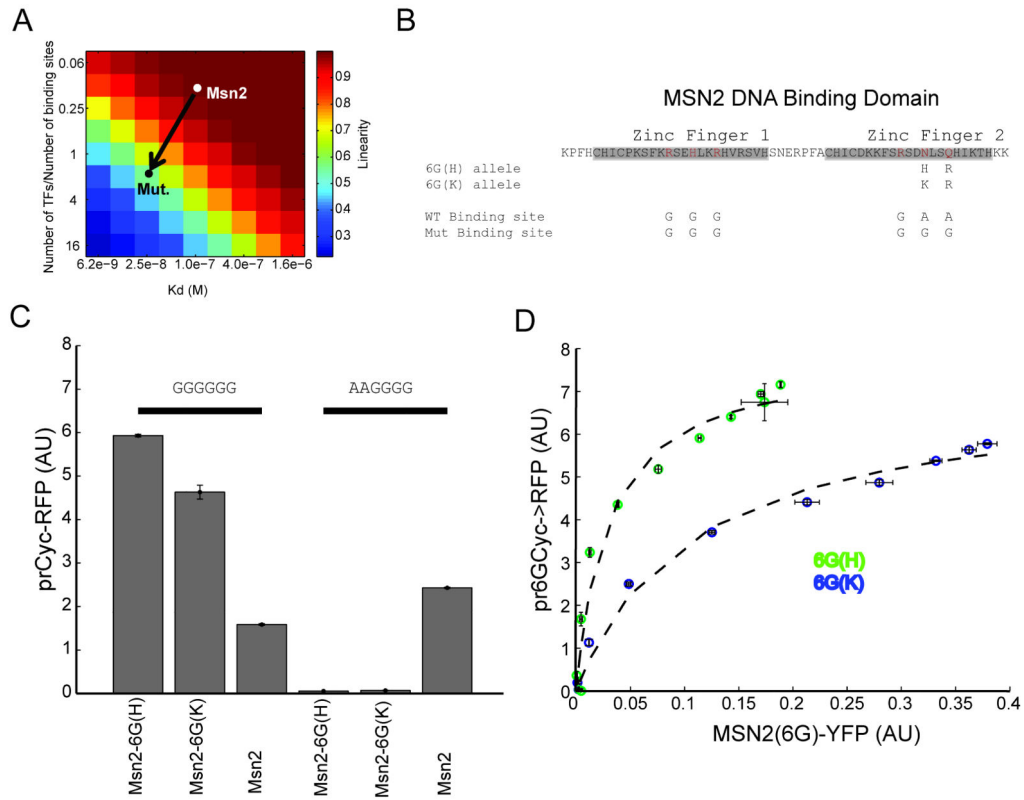 A
Number of TFs/Number of binding sites
0.06
0.25
1
4
16
Msn2
Mut.
6.2e-9 2.5e-8 1.0e-7 4.0e-7 1.6e-6
Kd (M)
0.9
0.8
0.7
0.6
0.5
0.4
0.3
Linearity
B
MSN2 DNA Binding Domain
Zinc Finger 1 Zinc Finger 2
KPFHCHICPKSFKRSEHLKRHVRSVHSNERPFACHICDKKFSRSDNLSQHIKTHKK
6G(H) allele H R
6G(K) allele K R
WT Binding site G G G G A A
Mut Binding site G G G G G G
C
prCyc-RFP (AU)
8
7
6
5
4
3
2
1
0
GGGGGG AAGGGG
Msn2-6G(H)
Msn2-6G(K)
Msn2
Msn2-6G(H)
Msn2-6G(K)
Msn2
D
pr6GCyc->RFP (AU)
8
7
6
5
4
3
2
1
0
6G(H)
6G(K)
0 0.05 0.1 0.15 0.2 0.25 0.3 0.35 0.4
MSN2(6G)-YFP (AU)